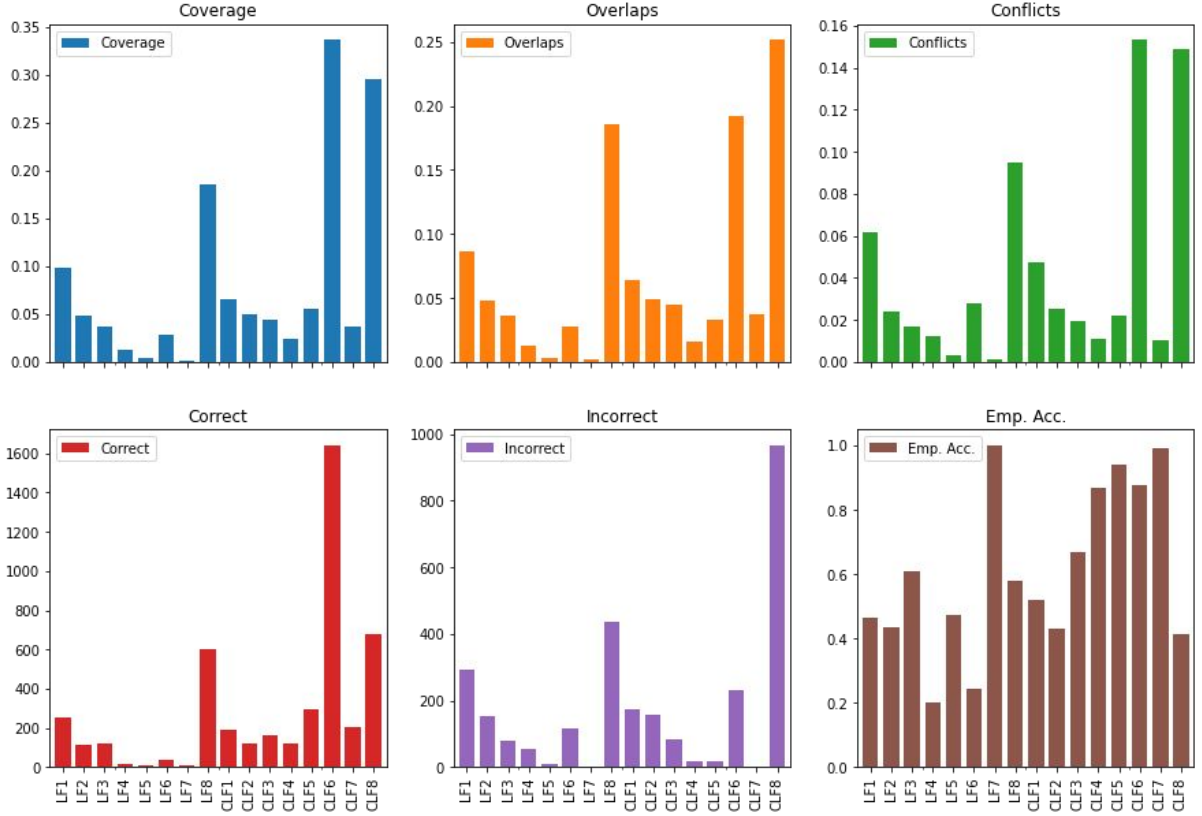 Coverage
Overlaps
Conflicts
Coverage
Overlaps
Conflicts
0.35
0.30
0.25
0.20
0.15
0.10
0.05
0.00
0.25
0.20
0.15
0.10
0.05
0.00
0.16
0.14
0.12
0.10
0.08
0.06
0.04
0.02
0.00
Correct
Incorrect
Emp. Acc.
Correct
Incorrect
Emp. Acc.
1600
1400
1200
1000
800
600
400
200
0
1000
800
600
400
200
0
1.0
0.8
0.6
0.4
0.2
0.0
LF1 LF2 LF3 LF4 LF5 LF6 LF7 LF8 CLF1 CLF2 CLF3 CLF4 CLF5 CLF6 CLF7 CLF8
LF1 LF2 LF3 LF4 LF5 LF6 LF7 LF8 CLF1 CLF2 CLF3 CLF4 CLF5 CLF6 CLF7 CLF8
LF1 LF2 LF3 LF4 LF5 LF6 LF7 LF8 CLF1 CLF2 CLF3 CLF4 CLF5 CLF6 CLF7 CLF8